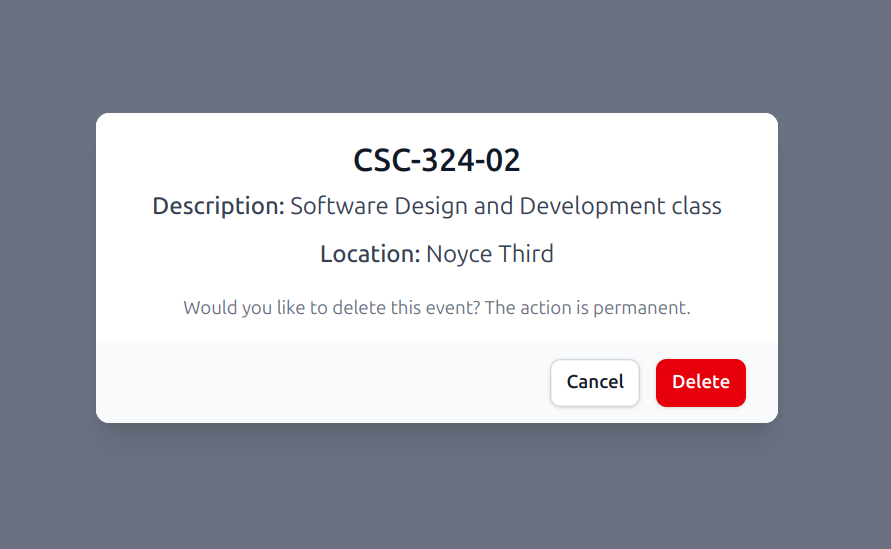 CSC-324-02
Description: Software Design and Development class
Location: Noyce Third
Would you like to delete this event? The action is permanent.
Cancel Delete